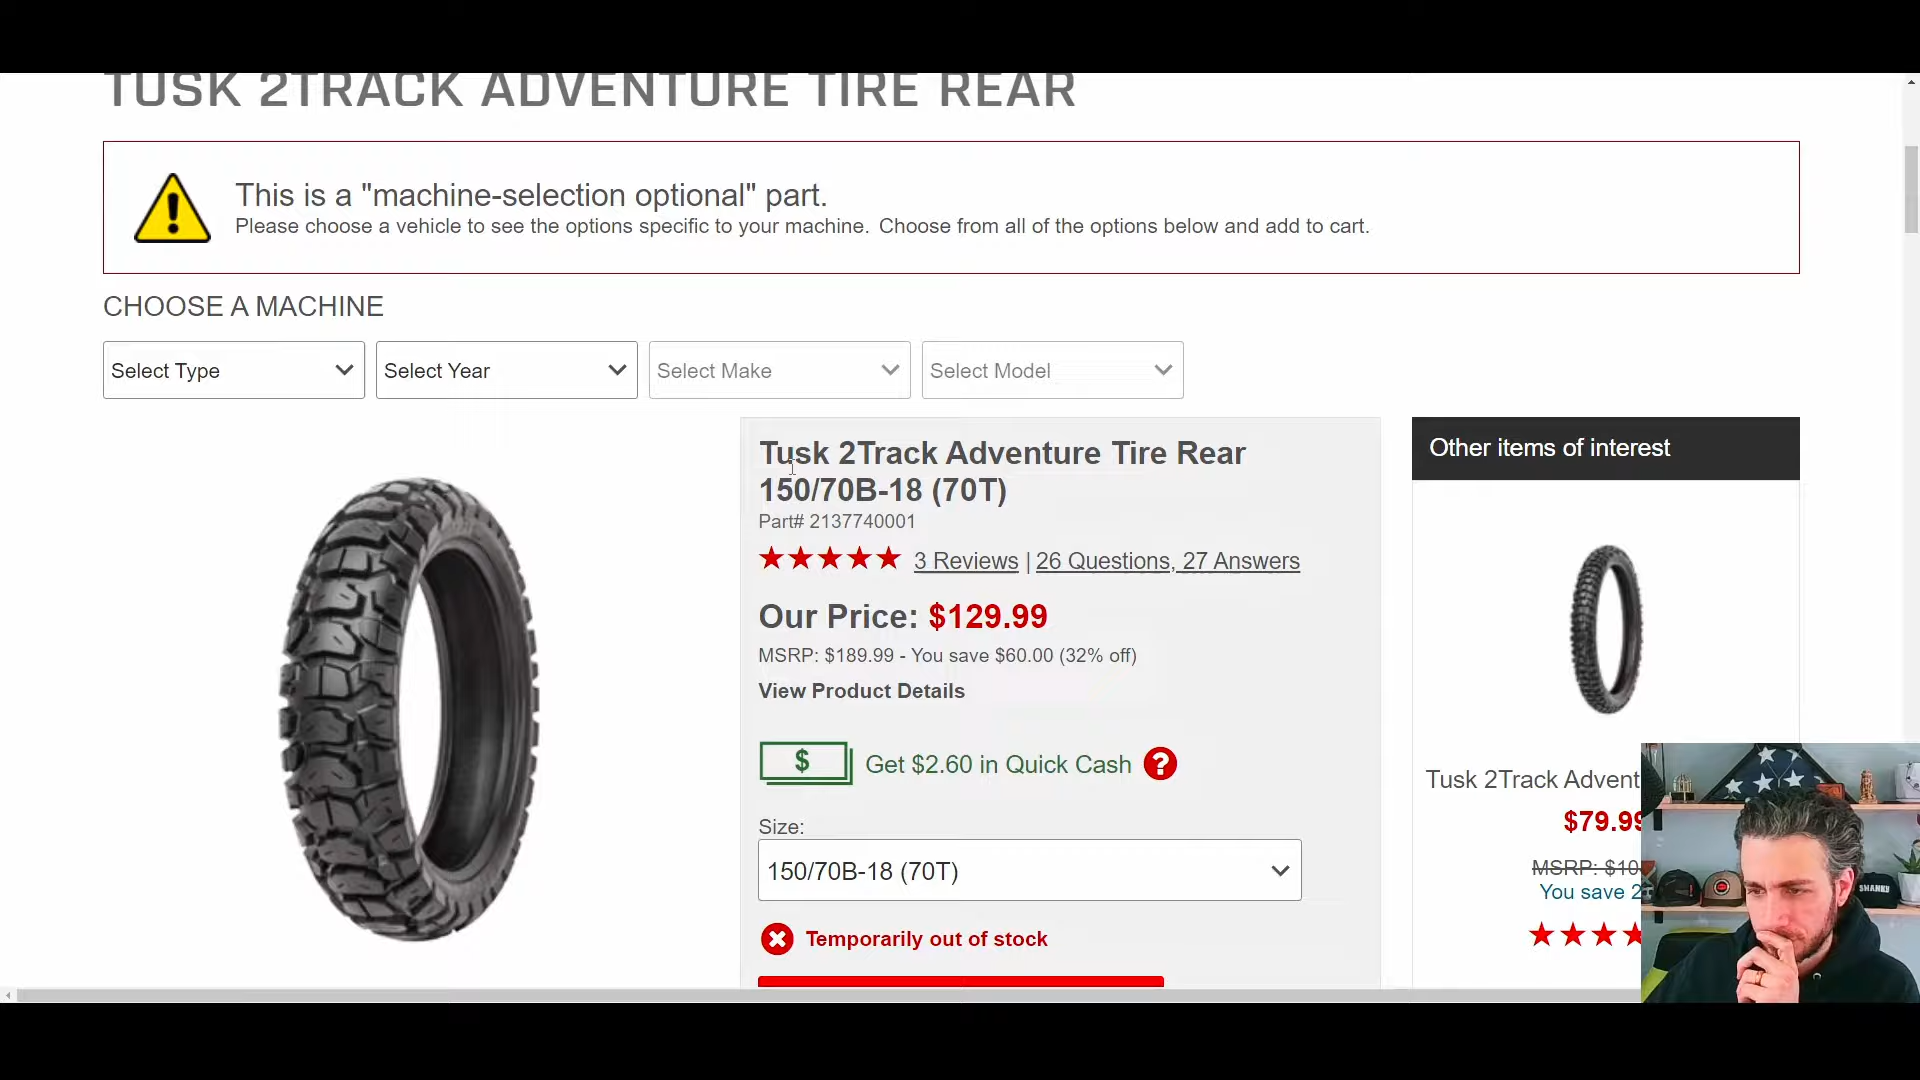 TUSK 2TRACK ADVENTURE TIRE REAR
This is a "machine-selection optional" part.
Please choose a vehicle to see the options specific to your machine. Choose from all of the options below and add to cart.
CHOOSE A MACHINE
Select Type
Select Year
Select Make
Select Model
Tusk 2Track Adventure Tire Rear
150/70B-18 (70T)
Part# 2137740001
3 Reviews | 26 Questions, 27 Answers
Our Price: $129.99
MSRP: $189.99 - You save $60.00 (32% off)
View Product Details
$ Get $2.60 in Quick Cash ?
Size:
150/70B-18 (70T)
Temporarily out of stock
Other items of interest
Tusk 2Track Advent
$79.99
MSRP: $10
You save 2